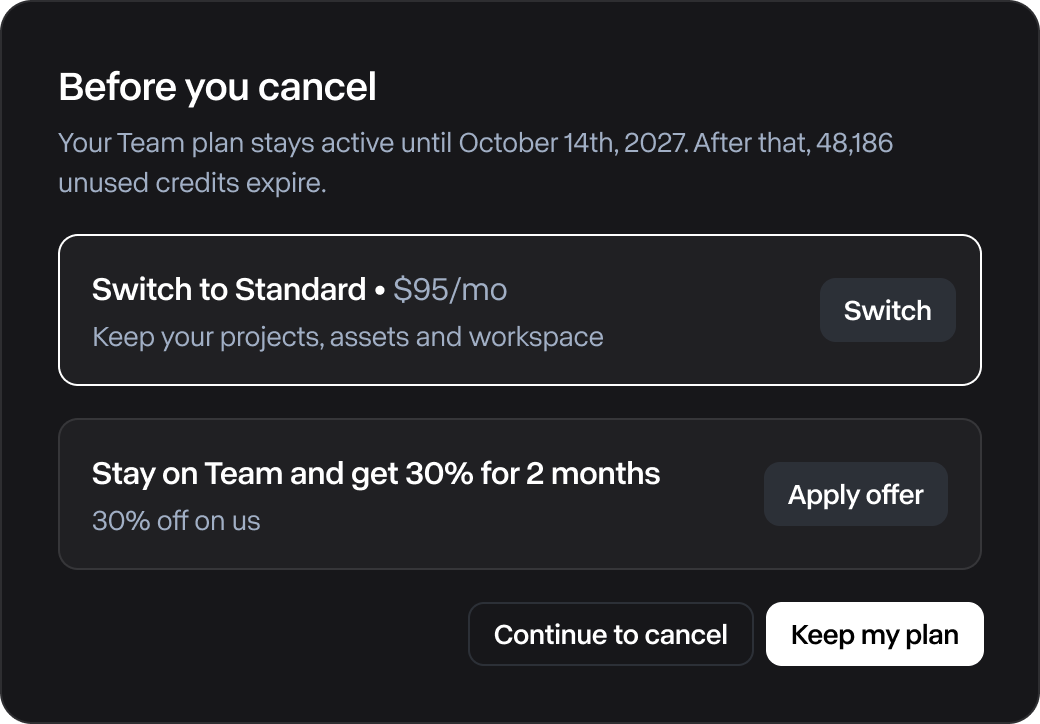 Before you cancel
Your Team plan stays active until October 14th, 2027. After that, 48,186
unused credits expire.
Switch to Standard • $95/mo
Keep your projects, assets and workspace
Switch
Stay on Team and get 30% for 2 months
30% off on us
Apply offer
Continue to cancel
Keep my plan